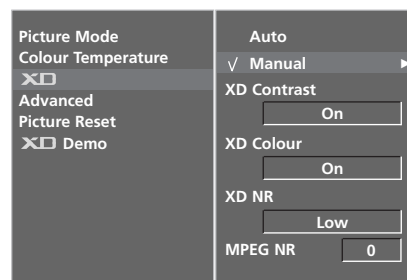 Picture Mode
Colour Temperature
XD
Advanced
Picture Reset
XD Demo
Auto
√ Manual
XD Contrast
On
XD Colour
On
XD NR
Low
MPEG NR 0